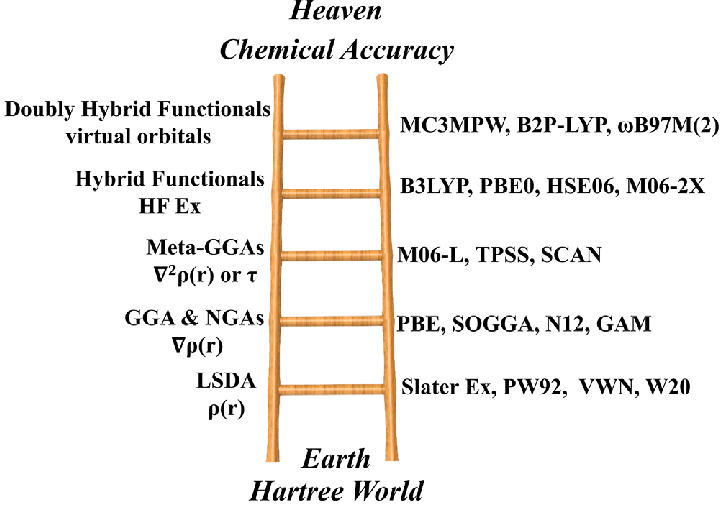 Heaven
Chemical Accuracy
Doubly Hybrid Functionals
virtual orbitals
MC3MPW, B2P-LYP, ωB97M(2)
Hybrid Functionals
HF Ex
B3LYP, PBE0, HSE06, M06-2X
Meta-GGAs
∇²ρ(r) or τ
M06-L, TPSS, SCAN
GGA & NGAs
∇ρ(r)
PBE, SOGGA, N12, GAM
LSDA
ρ(r)
Slater Ex, PW92, VWN, W20
Earth
Hartree World